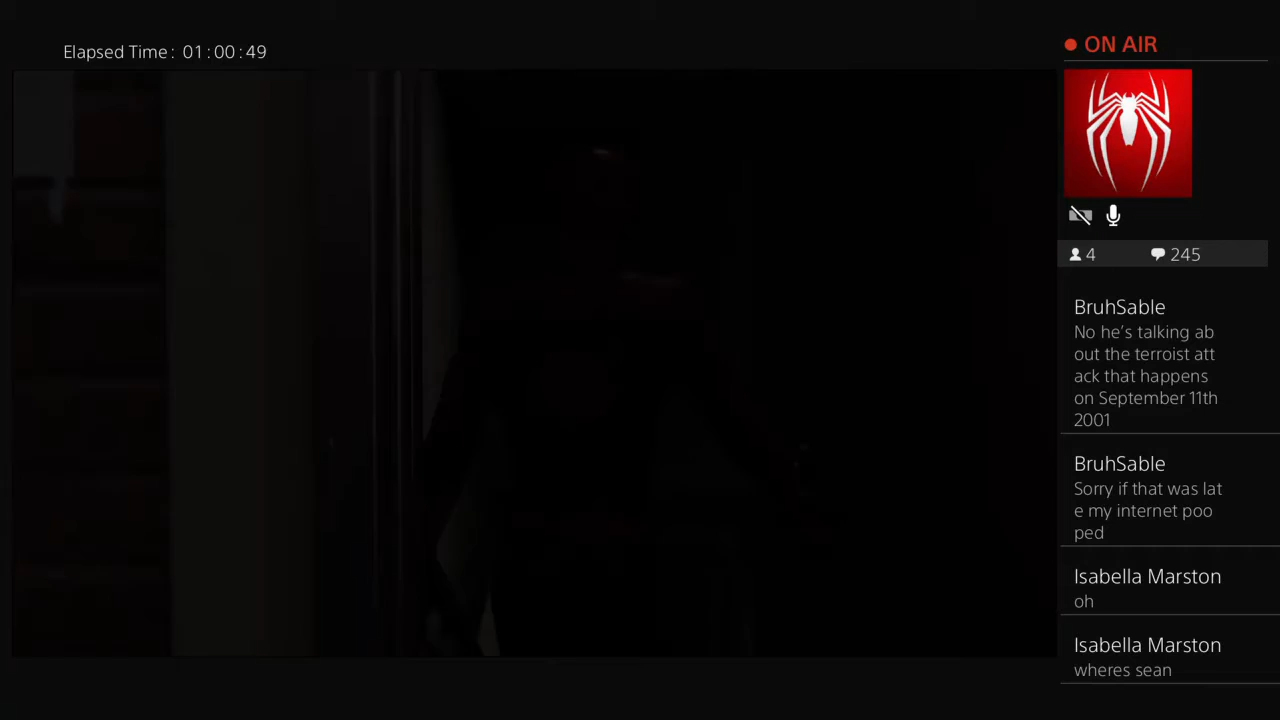 Elapsed Time: 01:00:49
ON AIR
4 245
BruhSable
No he's talking ab
out the terroist att
ack that happens
on September 11th
2001
BruhSable
Sorry if that was lat
e my internet poo
ped
Isabella Marston
oh
Isabella Marston
wheres sean